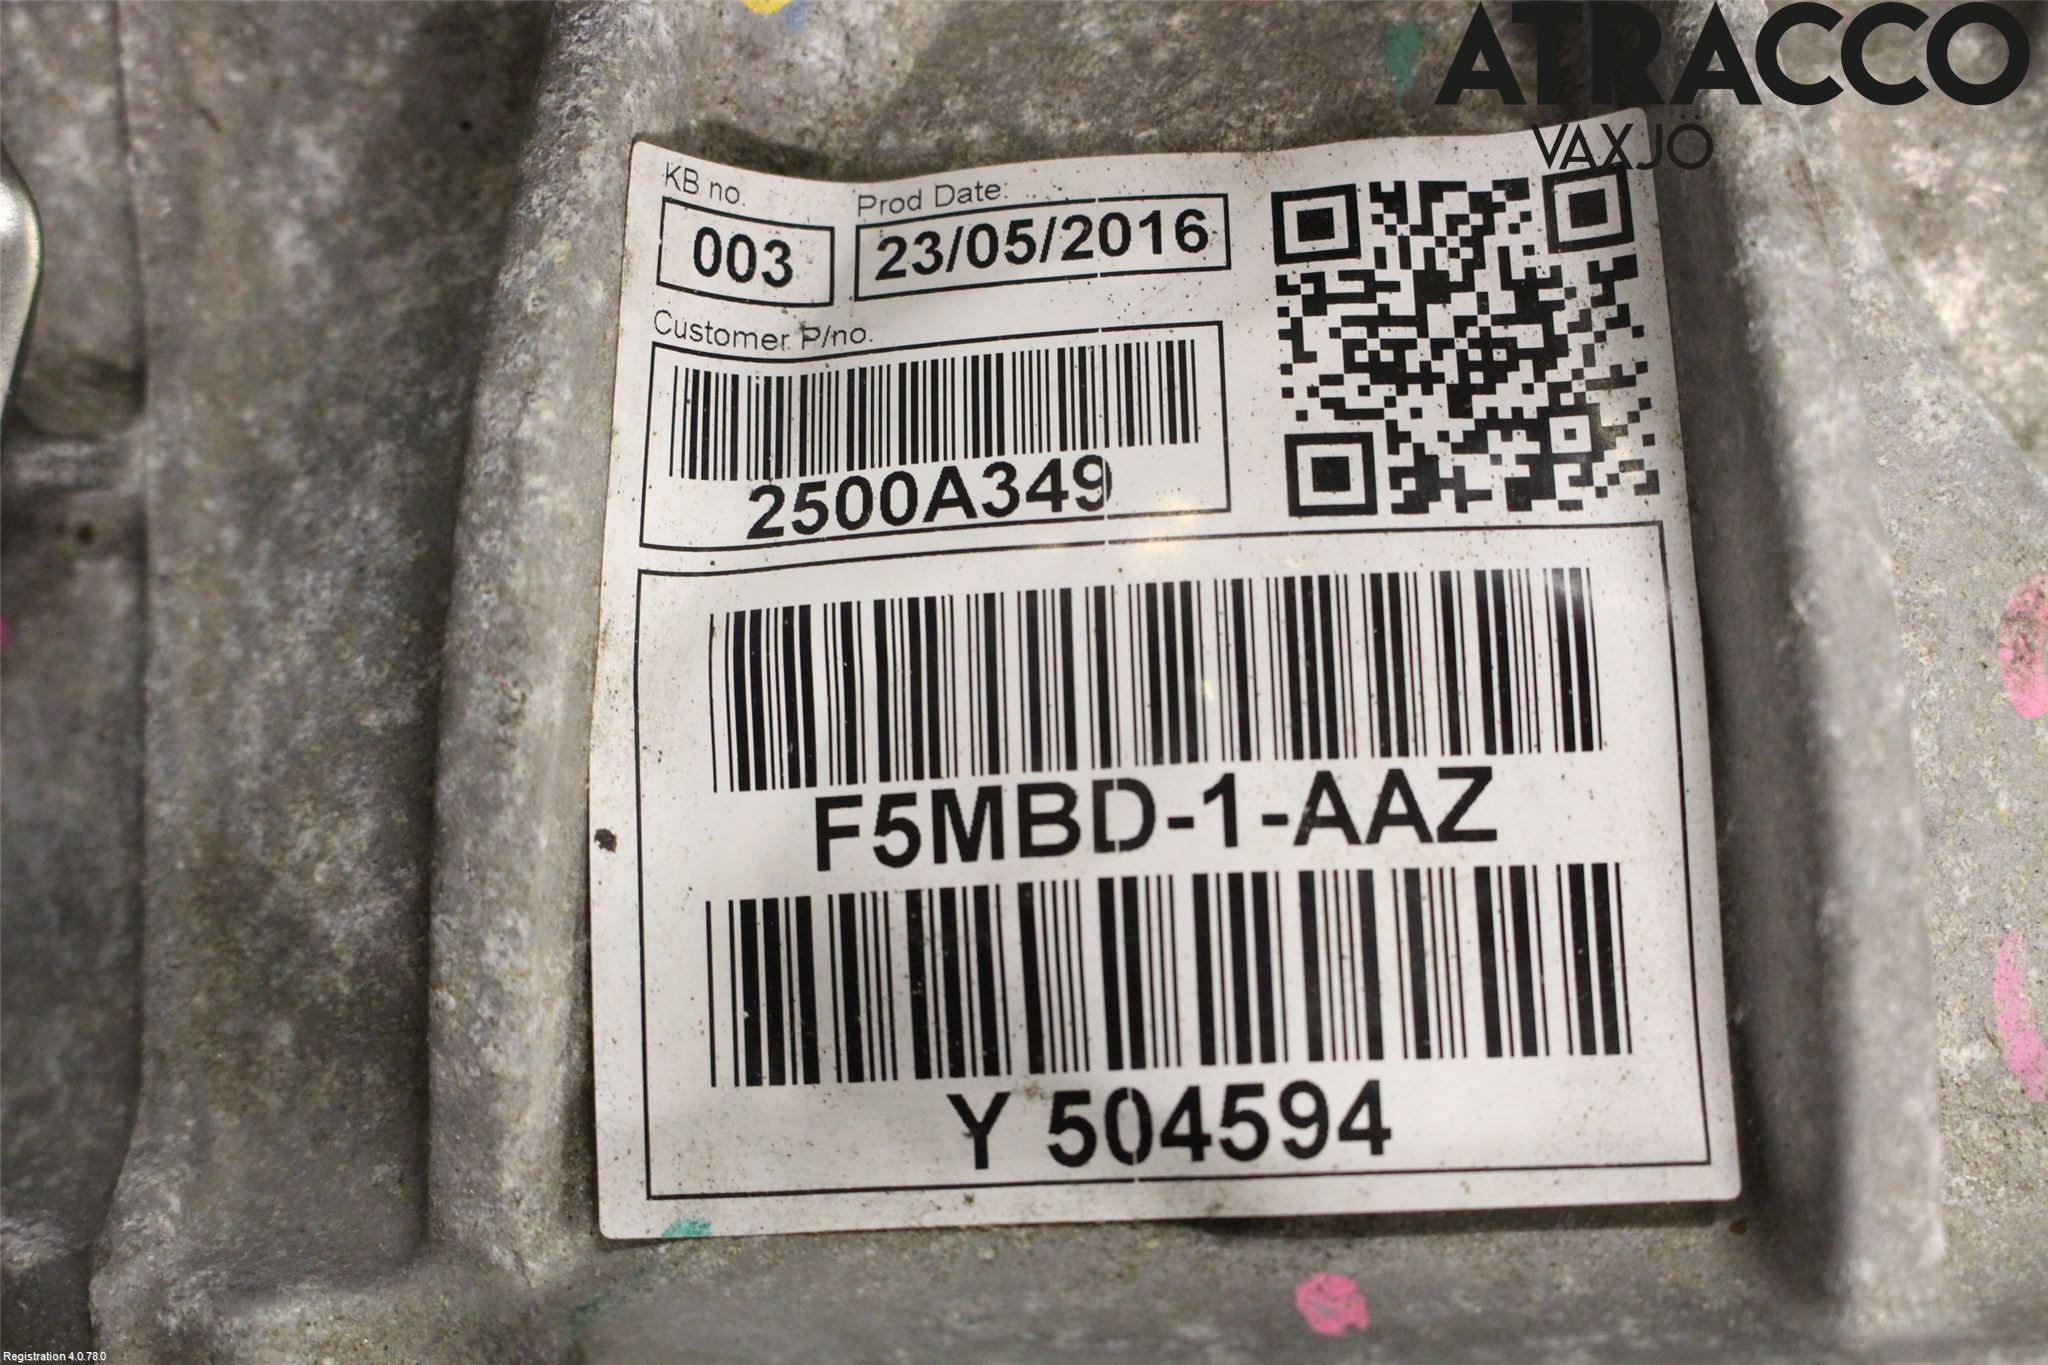 ATRACCO
VAXJÖ
KB no.
Prod Date:
003
23/05/2016
Customer P/no.
2500A349
F5MBD-1-AAZ
Y 504594
Registration 4.0.78.0